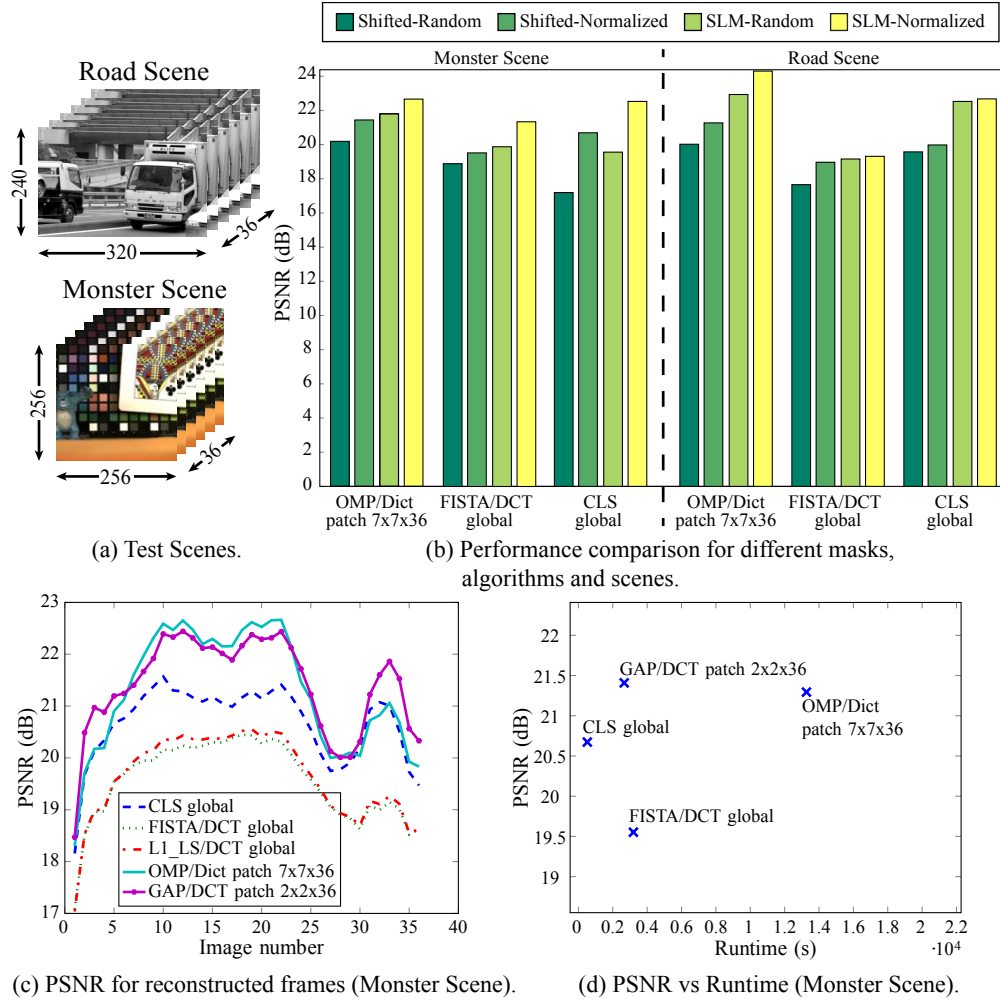 Shifted-Random Shifted-Normalized SLM-Random SLM-Normalized
Road Scene
240
320
36
Monster Scene
256
256
36
(a) Test Scenes.
Monster Scene Road Scene
PSNR (dB)
24
22
20
18
16
14
12
10
8
6
4
2
0
OMP/Dict FISTA/DCT CLS OMP/Dict FISTA/DCT CLS
patch 7x7x36 global global patch 7x7x36 global global
(b) Performance comparison for different masks,
algorithms and scenes.
PSNR (dB)
23
22
21
20
19
18
17
CLS global
FISTA/DCT global
L1_LS/DCT global
OMP/Dict patch 7x7x36
GAP/DCT patch 2x2x36
0 5 10 15 20 25 30 35 40
Image number
(c) PSNR for reconstructed frames (Monster Scene).
PSNR (dB)
22
21.5
21
20.5
20
19.5
19
GAP/DCT patch 2x2x36
OMP/Dict
patch 7x7x36
CLS global
FISTA/DCT global
0 0.2 0.4 0.6 0.8 1 1.2 1.4 1.6 1.8 2 2.2
Runtime (s) ·10⁴
(d) PSNR vs Runtime (Monster Scene).